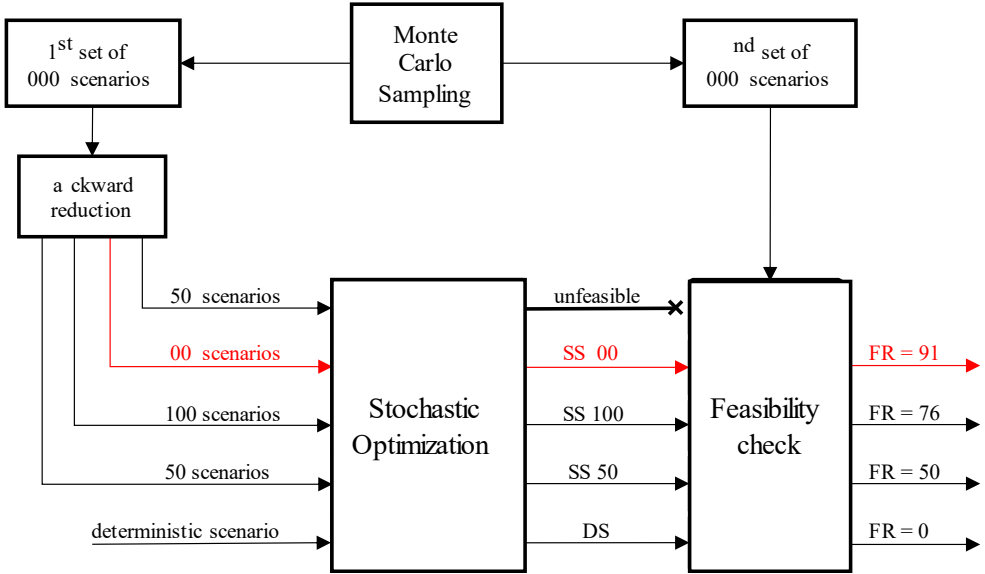 1st set of
000 scenarios
Monte
Carlo
Sampling
nd set of
000 scenarios
a ckward
reduction
50 scenarios
unfeasible
00 scenarios
SS 00
FR = 91
Stochastic
Optimization
Feasibility
check
100 scenarios
SS 100
FR = 76
50 scenarios
SS 50
FR = 50
deterministic scenario
DS
FR = 0